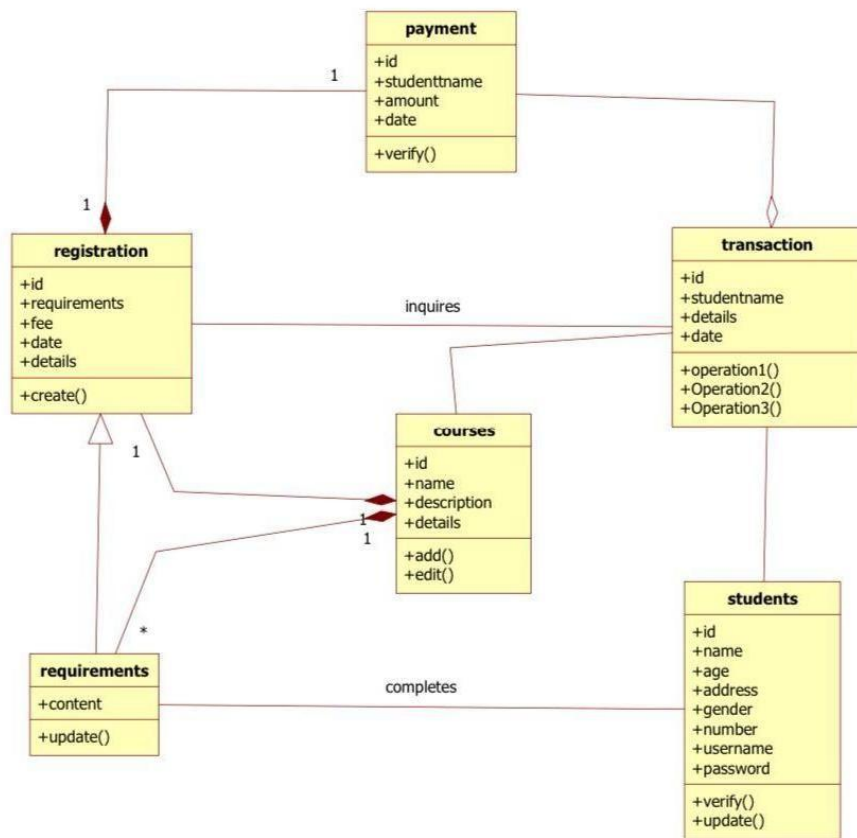 payment
+id
+studenttname
+amount
+date
+verify()
1
1
registration
+id
+requirements
+fee
+date
+details
+create()
inquires
transaction
+id
+studentname
+details
+date
+operation1()
+Operation2()
+Operation3()
1
courses
+id
+name
+description
+details
+add()
+edit()
1
1
*
requirements
+content
+update()
completes
students
+id
+name
+age
+address
+gender
+number
+username
+password
+verify()
+update()